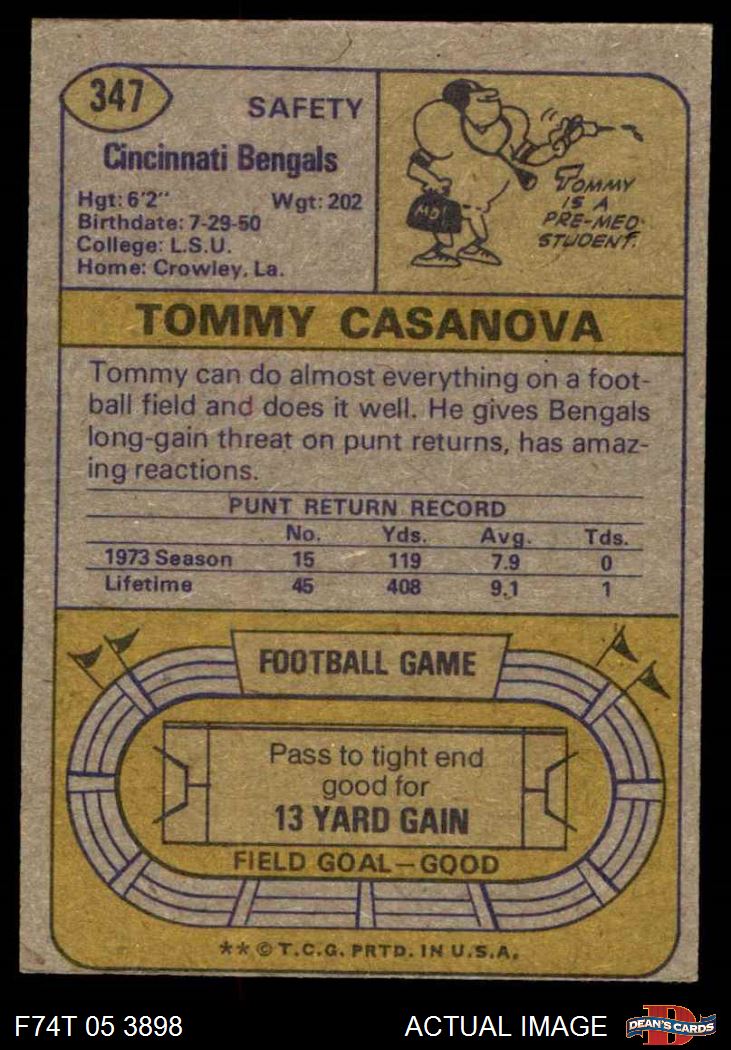 347
SAFETY
Cincinnati Bengals
Hgt: 6'2" Wgt: 202
Birthdate: 7-29-50
College: L.S.U.
Home: Crowley, La.
MD!
TOMMY
IS A
PRE-MED
STUDENT.
TOMMY CASANOVA
Tommy can do almost everything on a foot-
ball field and does it well. He gives Bengals
long-gain threat on punt returns, has amaz-
ing reactions.
PUNT RETURN RECORD
No. Yds. Avg. Tds.
1973 Season 15 119 7.9 0
Lifetime 45 408 9.1 1
FOOTBALL GAME
Pass to tight end
good for
13 YARD GAIN
FIELD GOAL—GOOD
** © T.C.G. PRTD. IN U.S.A.
F74T 05 3898 ACTUAL IMAGE
D
DEAN'S CARDS